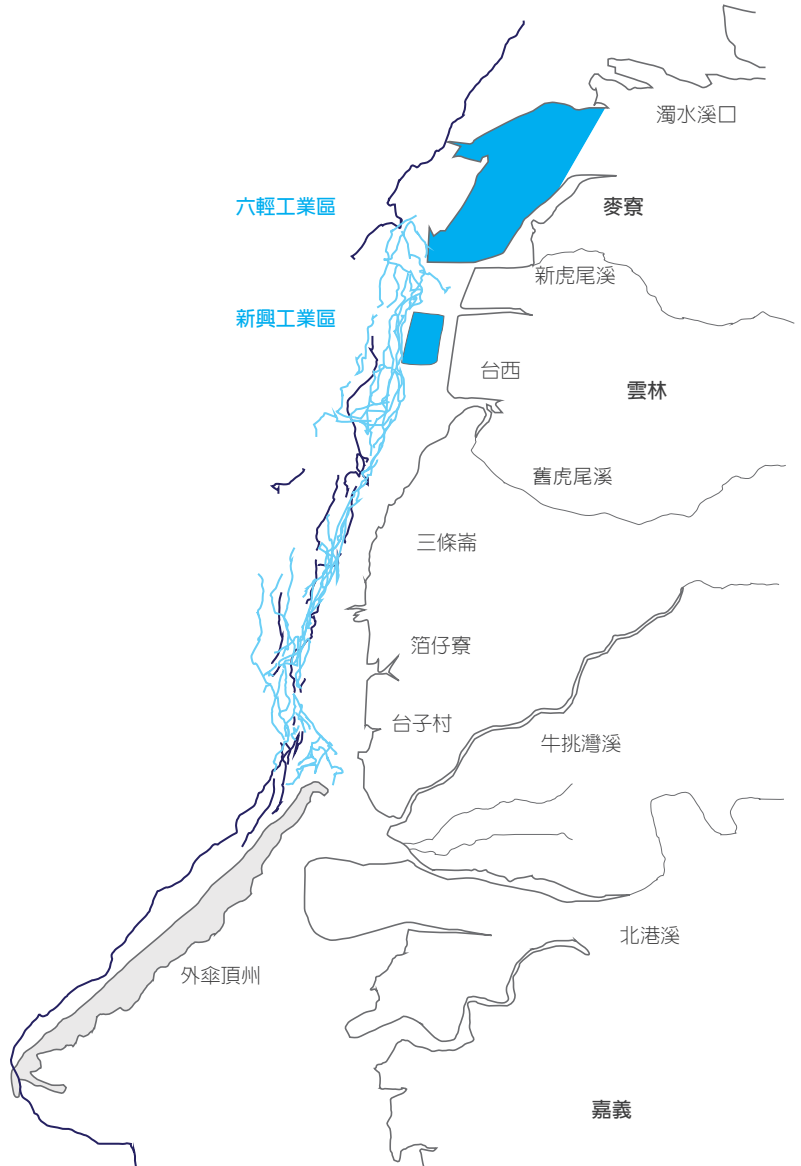 濁水溪口
六輕工業區
麥寮
新虎尾溪
新興工業區
台西
雲林
舊虎尾溪
三條崙
箔仔寮
台子村
牛挑灣溪
北港溪
外傘頂州
嘉義